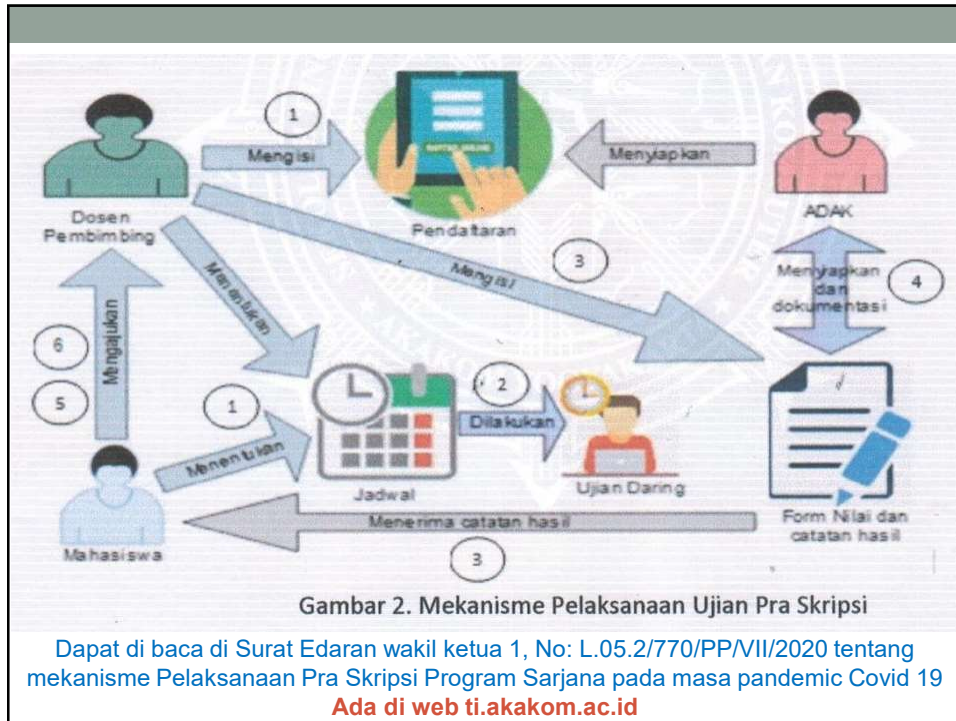 1
Mengisi
Menyiapkan
Dosen
Pembimbing
Pendaftaran
ADAK
Menentukan
Mengisi
3
Menyiapkan
dan
dokumentasi
4
Mengajukan
6
5
1
Menentukan
2
Dilakukan
Jadwal
Ujian Daring
Form Nilai dan
catatan hasil
Menerima catatan hasil
Mahasiswa
3
Gambar 2. Mekanisme Pelaksanaan Ujian Pra Skripsi
Dapat di baca di Surat Edaran wakil ketua 1, No: L.05.2/770/PP/VII/2020 tentang
mekanisme Pelaksanaan Pra Skripsi Program Sarjana pada masa pandemic Covid 19
Ada di web ti.akakom.ac.id